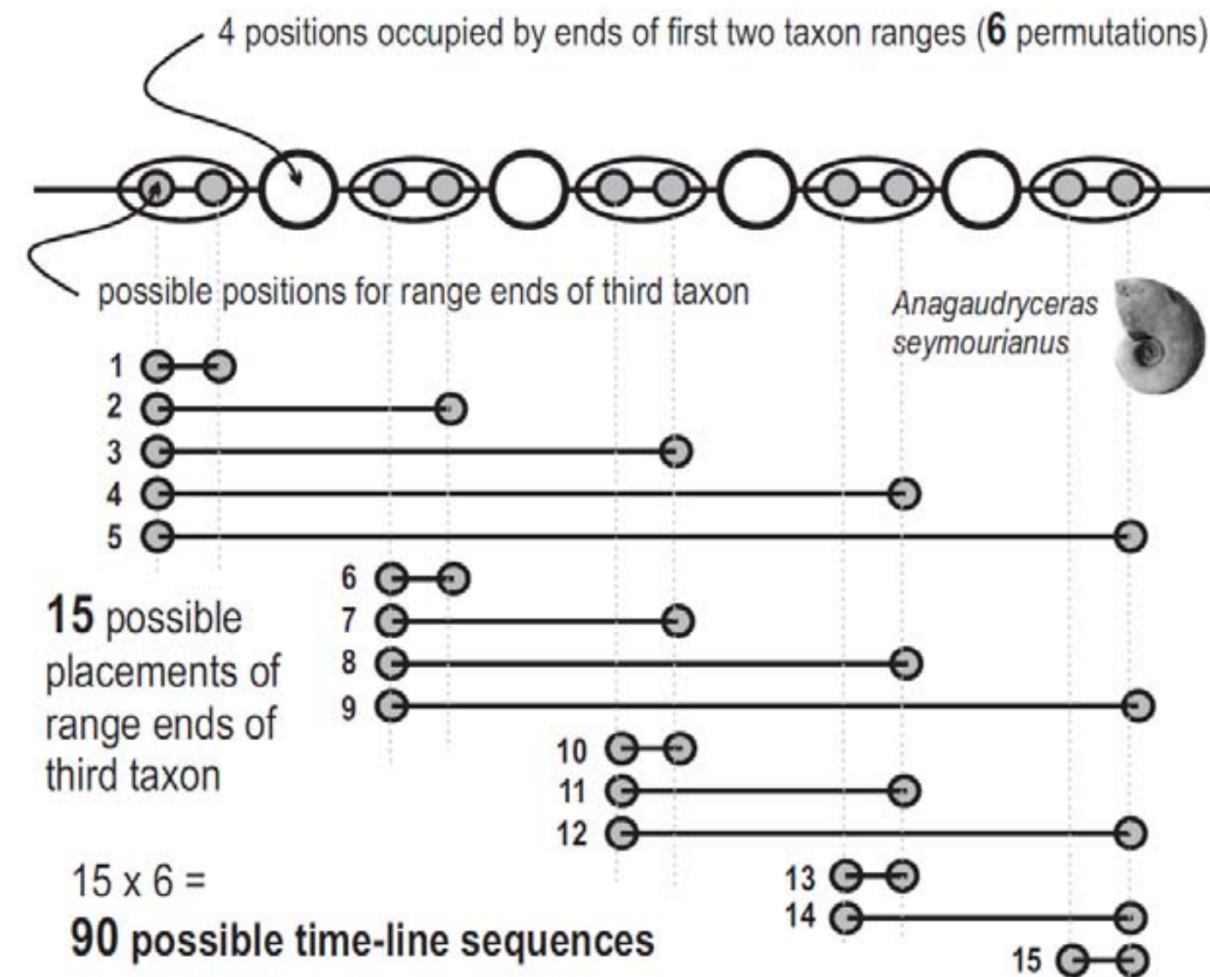 4 positions occupied by ends of first two taxon ranges (6 permutations)
possible positions for range ends of third taxon
Anagaudryceras
seymourianus
1
2
3
4
5
6
7
8
9
10
11
12
13
14
15
15 possible
placements of
range ends of
third taxon
15 x 6 =
90 possible time-line sequences